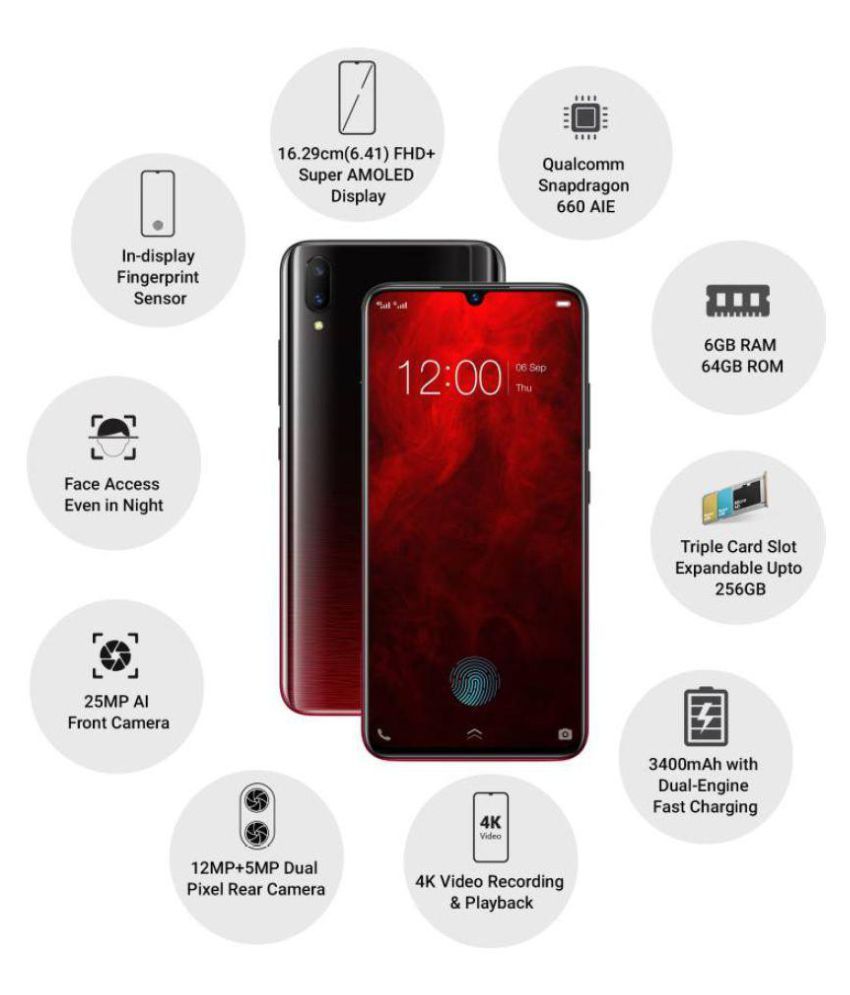 16.29cm(6.41) FHD+
Super AMOLED
Display
Qualcomm
Snapdragon
660 AIE
In-display
Fingerprint
Sensor
6GB RAM
64GB ROM
12:00
06 Sep
Thu
Face Access
Even in Night
Triple Card Slot
Expandable Upto
256GB
25MP AI
Front Camera
3400mAh with
Dual-Engine
Fast Charging
12MP+5MP Dual
Pixel Rear Camera
4K
Video
4K Video Recording
& Playback